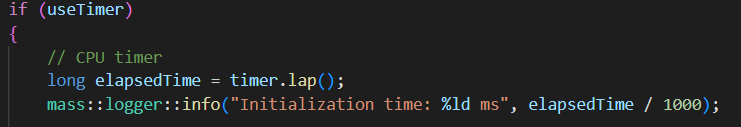 if (useTimer)
{
    // CPU timer
    long elapsedTime = timer.lap();
    mass::logger::info("Initialization time: %ld ms", elapsedTime / 1000);